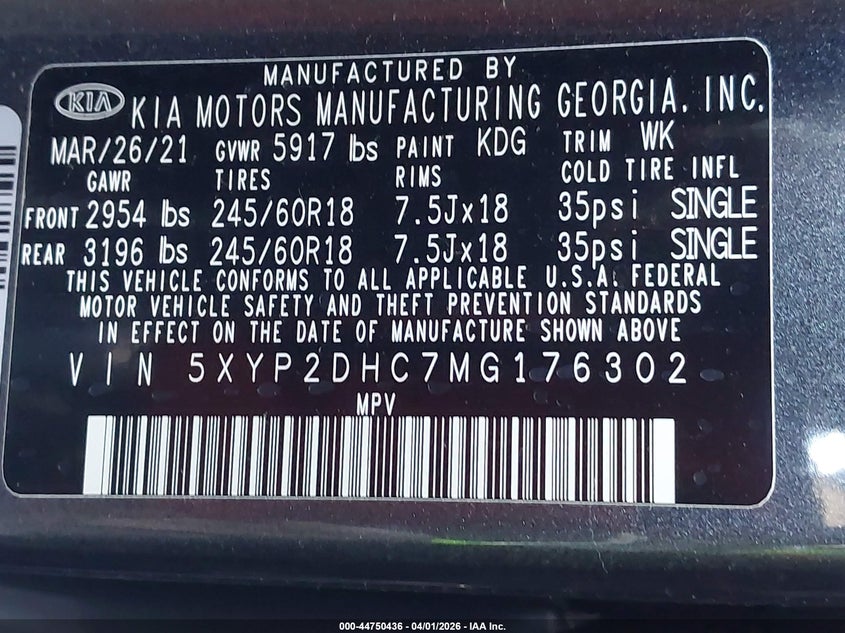 MANUFACTURED BY
KIA KIA MOTORS MANUFACTURING GEORGIA, INC.
MAR/26/21 GVWR 5917 lbs PAINT KDG TRIM WK
GAWR TIRES RIMS COLD TIRE INFL
FRONT 2954 lbs 245/60R18 7.5Jx18 35psi SINGLE
REAR 3196 lbs 245/60R18 7.5Jx18 35psi SINGLE
THIS VEHICLE CONFORMS TO ALL APPLICABLE U.S.A. FEDERAL
MOTOR VEHICLE SAFETY AND THEFT PREVENTION STANDARDS
IN EFFECT ON THE DATE OF MANUFACTURE SHOWN ABOVE
VIN 5XYP2DHC7MG176302
MPV
000-44750436 - 04/01/2026 - IAA Inc.